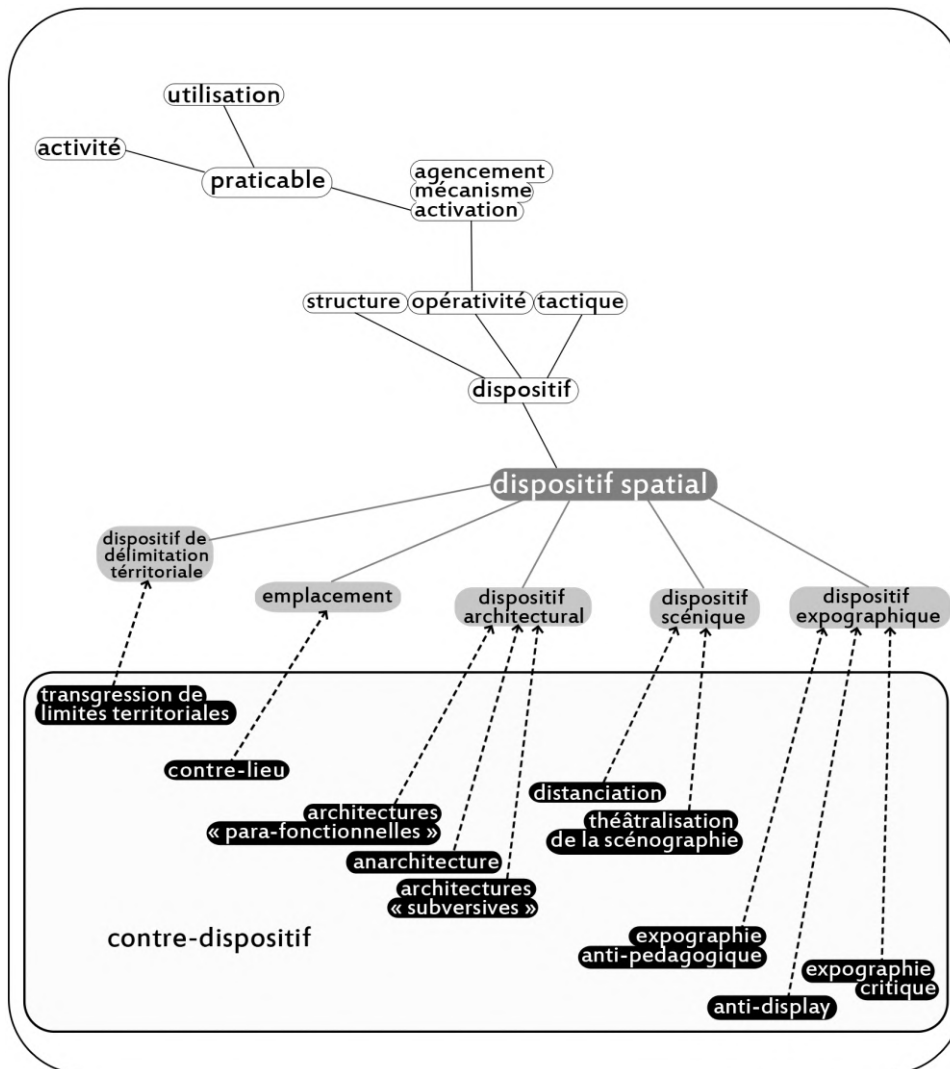 utilisation
activité
praticable
agencement
mécanisme
activation
structure
opérativité
tactique
dispositif
dispositif spatial
dispositif de
délimitation
térritoriale
emplacement
dispositif
architectural
dispositif
scénique
dispositif
expographique
transgression de
limites territoriales
contre-lieu
architectures
« para-fonctionnelles »
anarchitecture
architectures
« subversives »
distanciation
théâtralisation
de la scénographie
contre-dispositif
expographie
anti-pedagogique
anti-display
expographie
critique